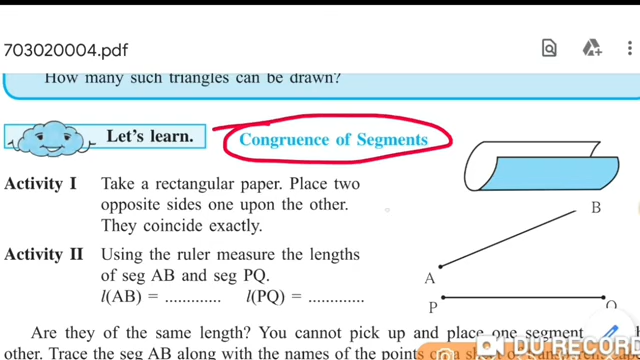 703020004.pdf
How many such triangles can be drawn?
Let's learn.
Congruence of Segments
Activity I Take a rectangular paper. Place two
opposite sides one upon the other.
They coincide exactly.
B
Activity II Using the ruler measure the lengths
of seg AB and seg PQ.
A
l(AB) = ............. l(PQ) = .............
P
Are they of the same length? You cannot pick up and place one segment
DU RECORD
other. Trace the seg AB along with the names of the points on a